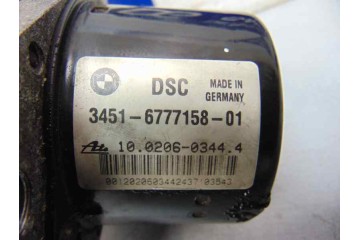 DSC
MADE IN
GERMANY
3451-6777158-01
10.0206-0344.4